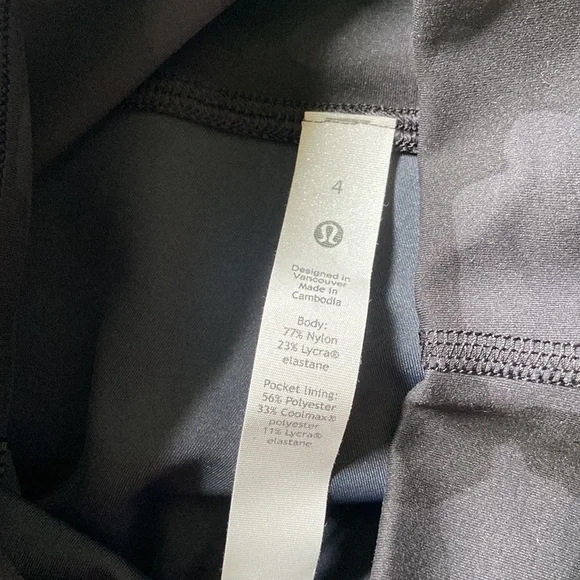 4
Designed in
Vancouver
Made in
Cambodia
Body:
77% Nylon
23% Lycra®
elastane
Pocket lining:
56% Polyester
33% Coolmax®
polyester
11% Lycra®
elastane